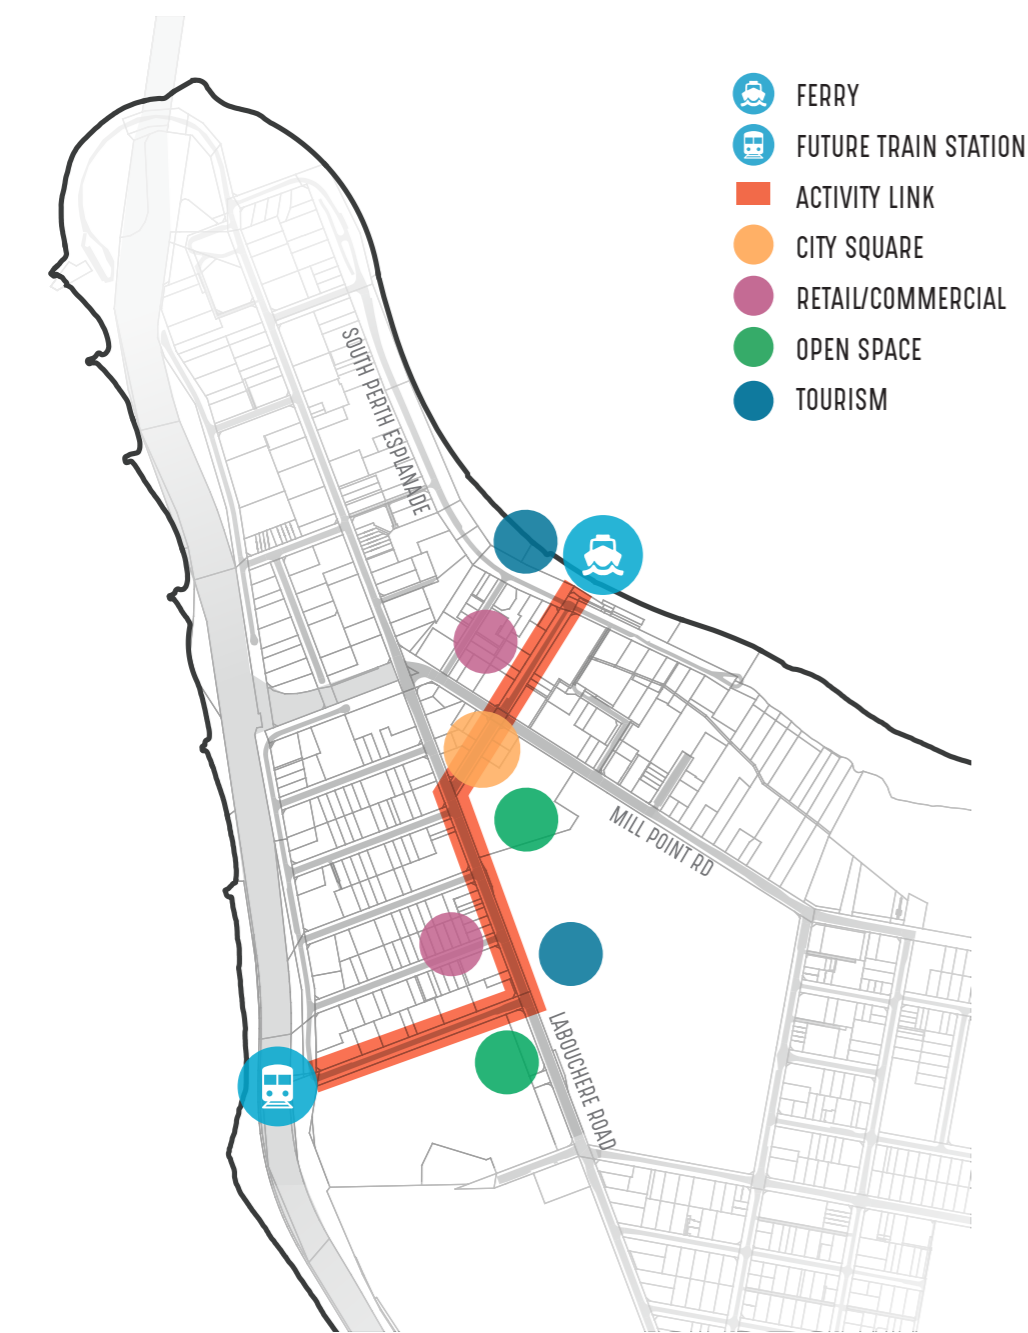 FERRY
FUTURE TRAIN STATION
ACTIVITY LINK
CITY SQUARE
RETAIL/COMMERCIAL
OPEN SPACE
TOURISM
SOUTH PERTH ESPLANADE
MILL POINT RD
LABOUCHERE ROAD